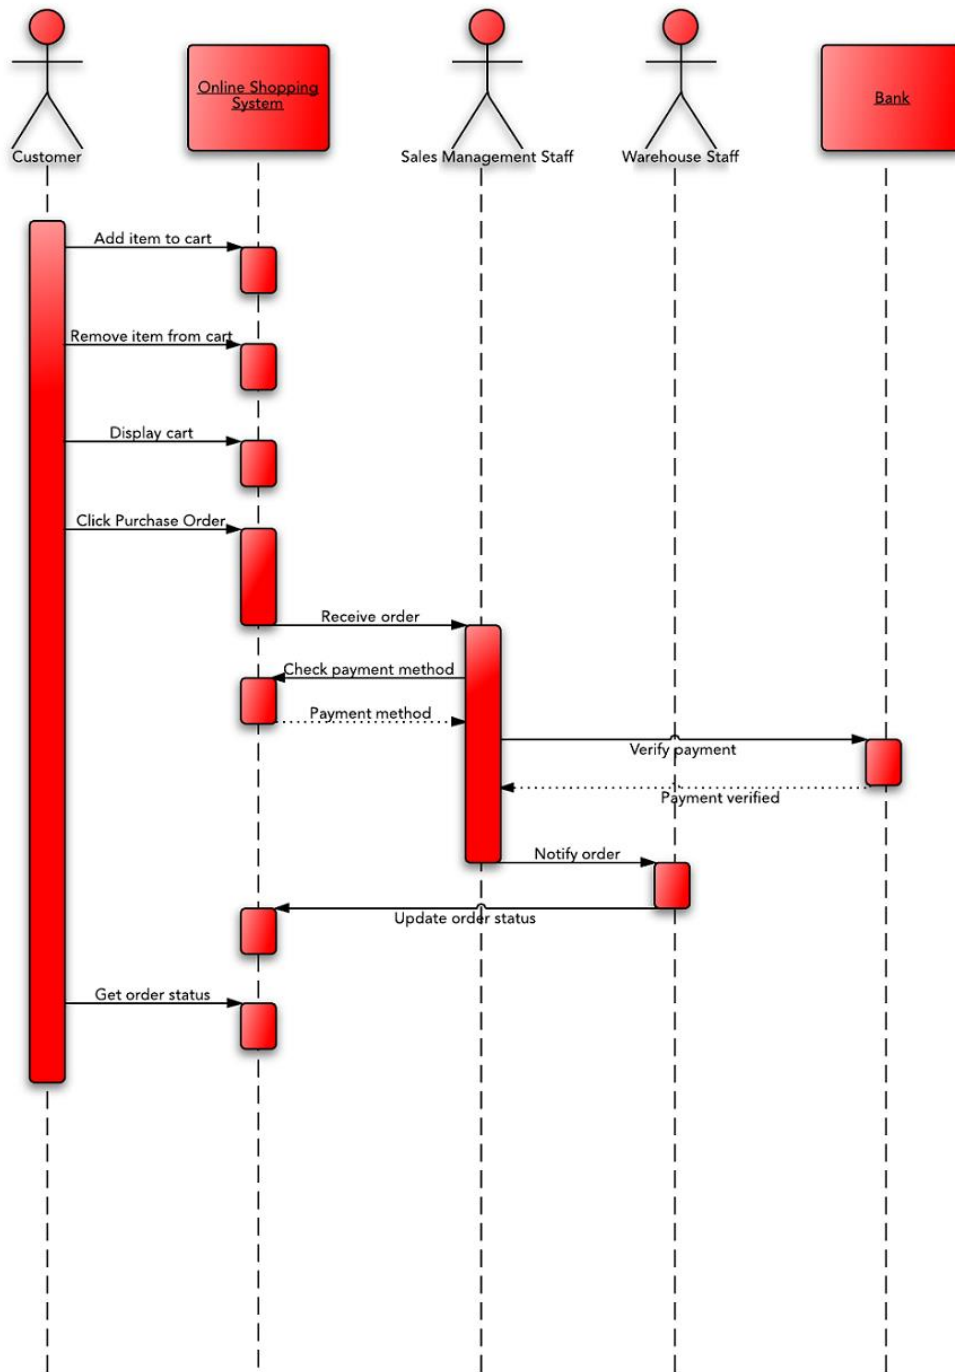 Online Shopping
System
Bank
Customer
Sales Management Staff
Warehouse Staff
Add item to cart
Remove item from cart
Display cart
Click Purchase Order
Receive order
Check payment method
Payment method
Verify payment
Payment verified
Notify order
Update order status
Get order status